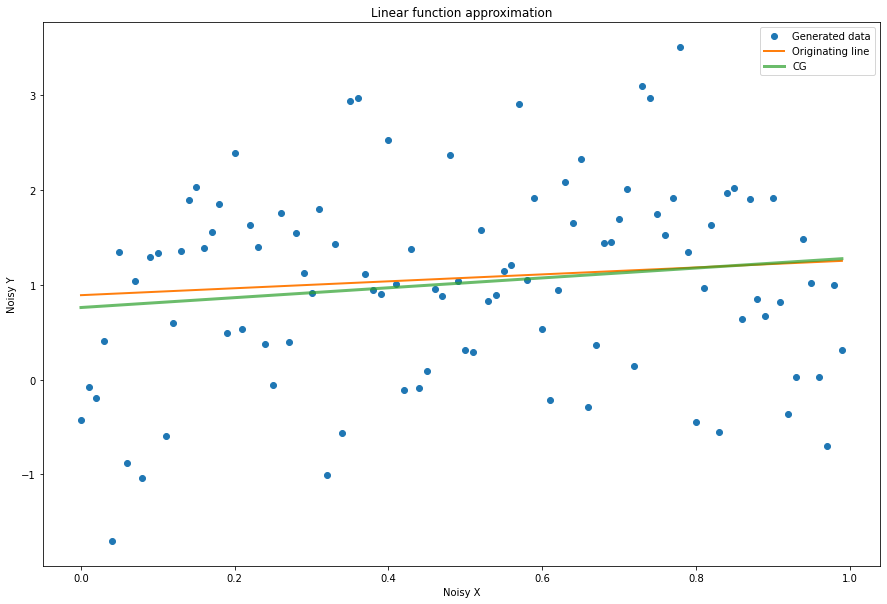 Linear function approximation
Generated data
Originating line
CG
Noisy Y
3
2
1
0
−1
0.0 0.2 0.4 0.6 0.8 1.0
Noisy X